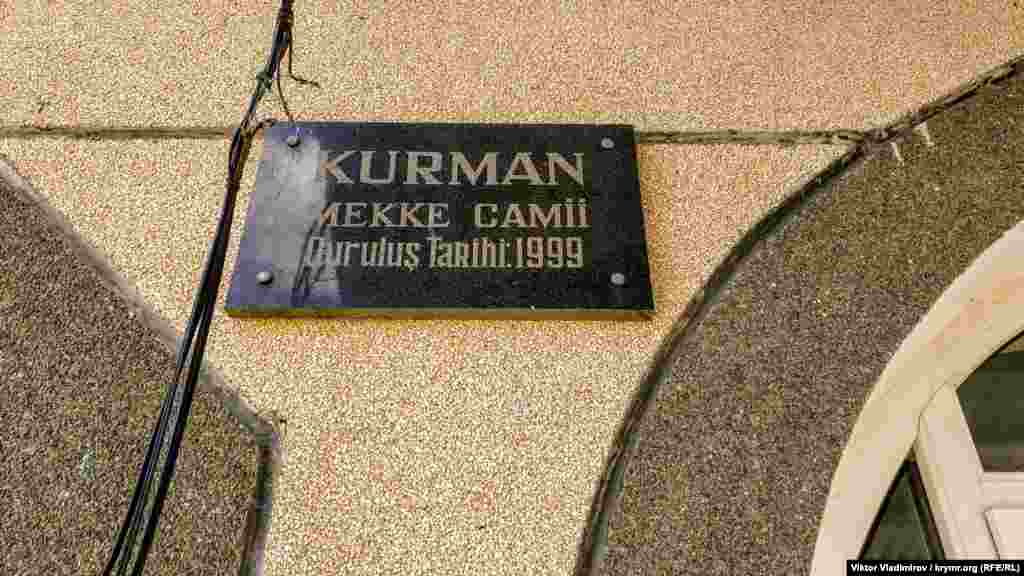 KURMAN
MEKKE CAMİİ
Quruluş Tarihi:1999
Viktor Vladimirov / krymr.org (RFE/RL)